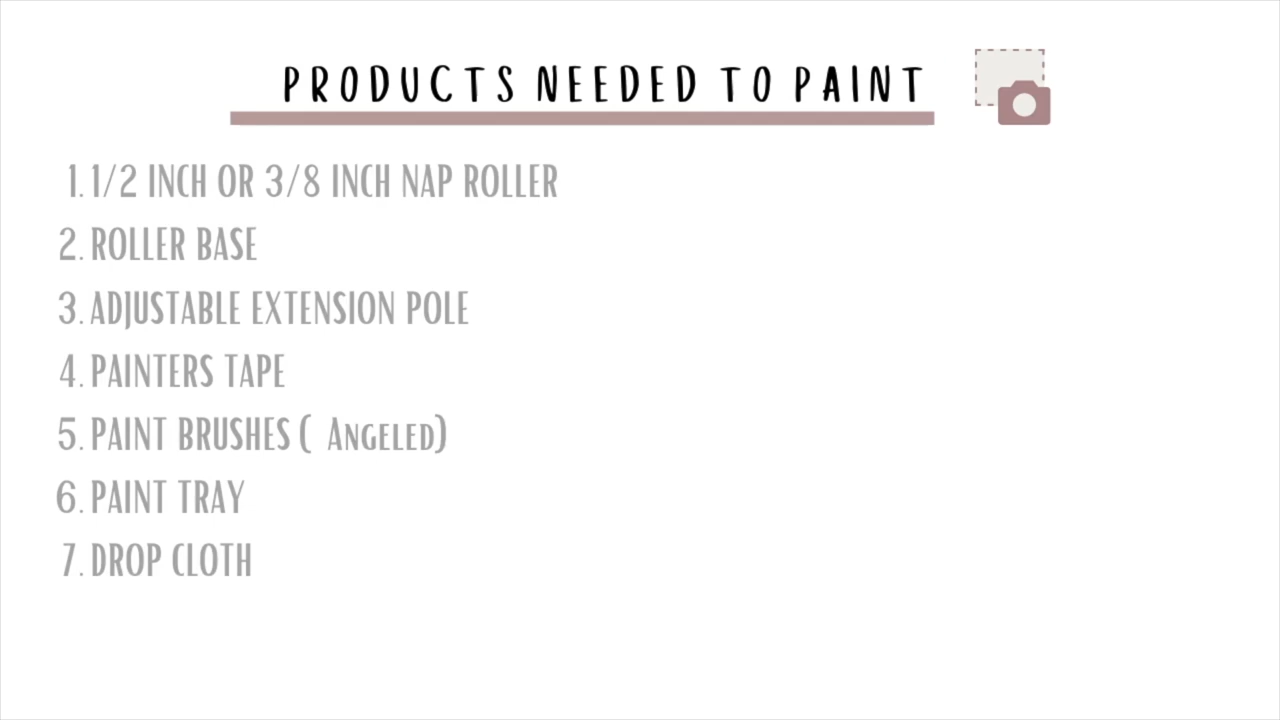 PRODUCTS NEEDED TO PAINT
1. 1/2 INCH OR 3/8 INCH NAP ROLLER
2. ROLLER BASE
3. ADJUSTABLE EXTENSION POLE
4. PAINTERS TAPE
5. PAINT BRUSHES ( ANGELED)
6. PAINT TRAY
7. DROP CLOTH